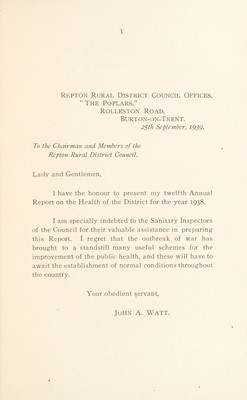 1
REPTON RURAL DISTRICT COUNCIL OFFICES,
"THE POPLARS,"
ROLLESTON ROAD,
BURTON-ON-TRENT.
25th September, 1939.
To the Chairman and Members of the
Repton Rural District Council.
Lady and Gentlemen,
I have the honour to present my twelfth Annual
Report on the Health of the District for the year 1938.
I am specially indebted to the Sanitary Inspectors
of the Council for their valuable assistance in preparing
this Report. I regret that the outbreak of war has
brought to a standstill many useful schemes for the
improvement of the public health, and these will have to
await the establishment of normal conditions throughout
the country.
Your obedient servant,
JOHN A. WATT.